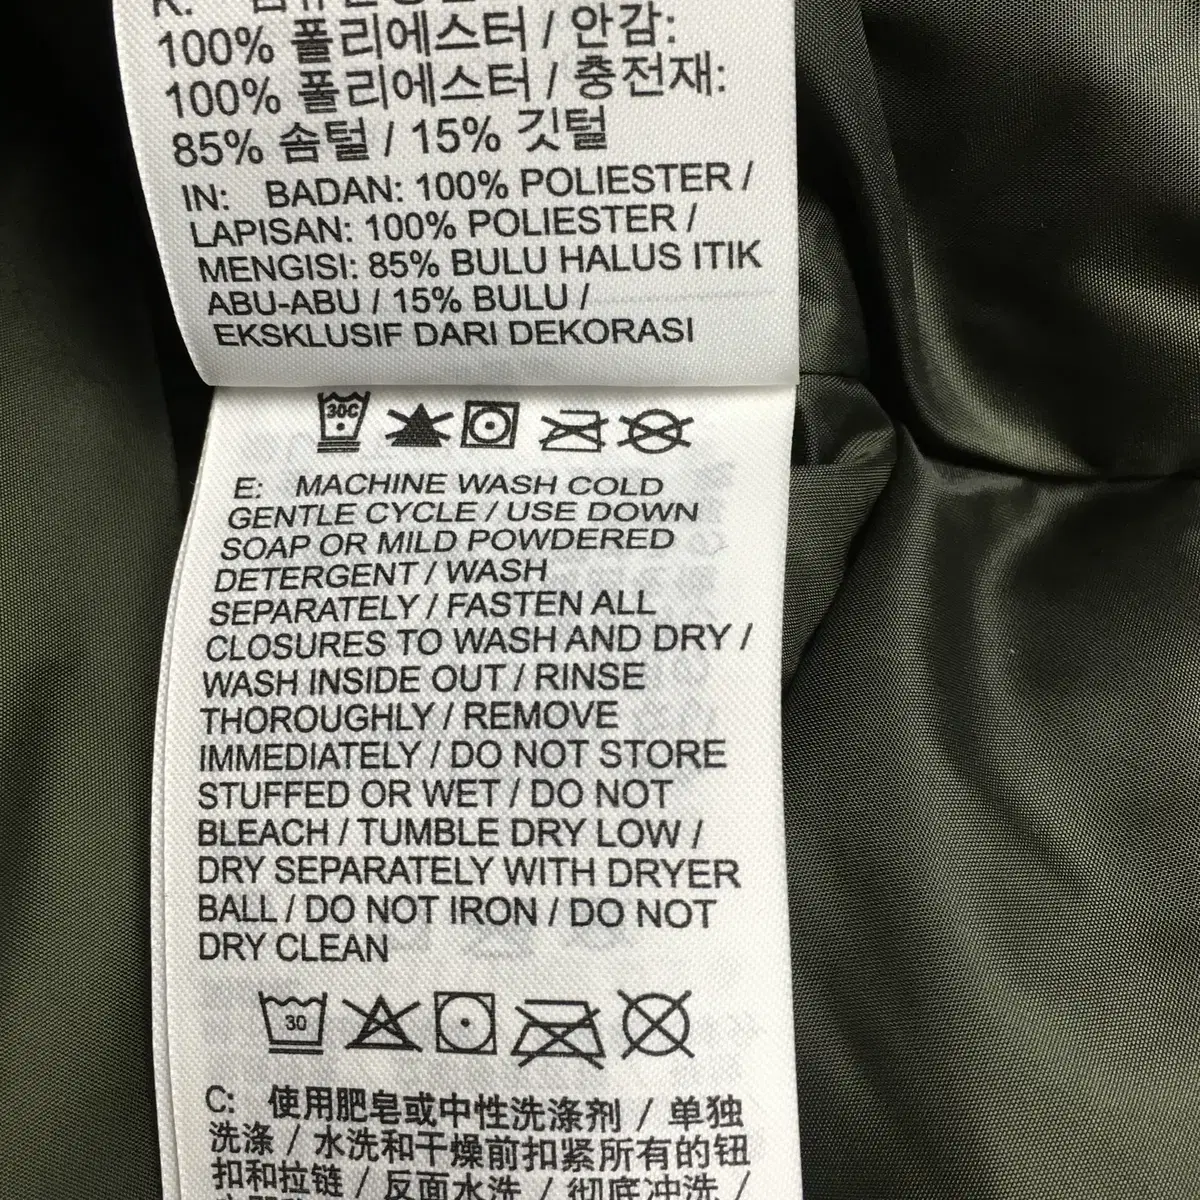 100% 폴리에스터 / 안감:
100% 폴리에스터 / 충전재:
85% 솜털 / 15% 깃털
IN: BADAN: 100% POLIESTER /
LAPISAN: 100% POLIESTER /
MENGISI: 85% BULU HALUS ITIK
ABU-ABU / 15% BULU /
EKSKLUSIF DARI DEKORASI
30C
E: MACHINE WASH COLD
GENTLE CYCLE / USE DOWN
SOAP OR MILD POWDERED
DETERGENT / WASH
SEPARATELY / FASTEN ALL
CLOSURES TO WASH AND DRY /
WASH INSIDE OUT / RINSE
THOROUGHLY / REMOVE
IMMEDIATELY / DO NOT STORE
STUFFED OR WET / DO NOT
BLEACH / TUMBLE DRY LOW /
DRY SEPARATELY WITH DRYER
BALL / DO NOT IRON / DO NOT
DRY CLEAN
30
C: 使用肥皂或中性洗涤剂 / 单独
洗涤 / 水洗和干燥前扣紧所有的钮
扣和拉链 / 反面水洗 / 彻底冲洗 /